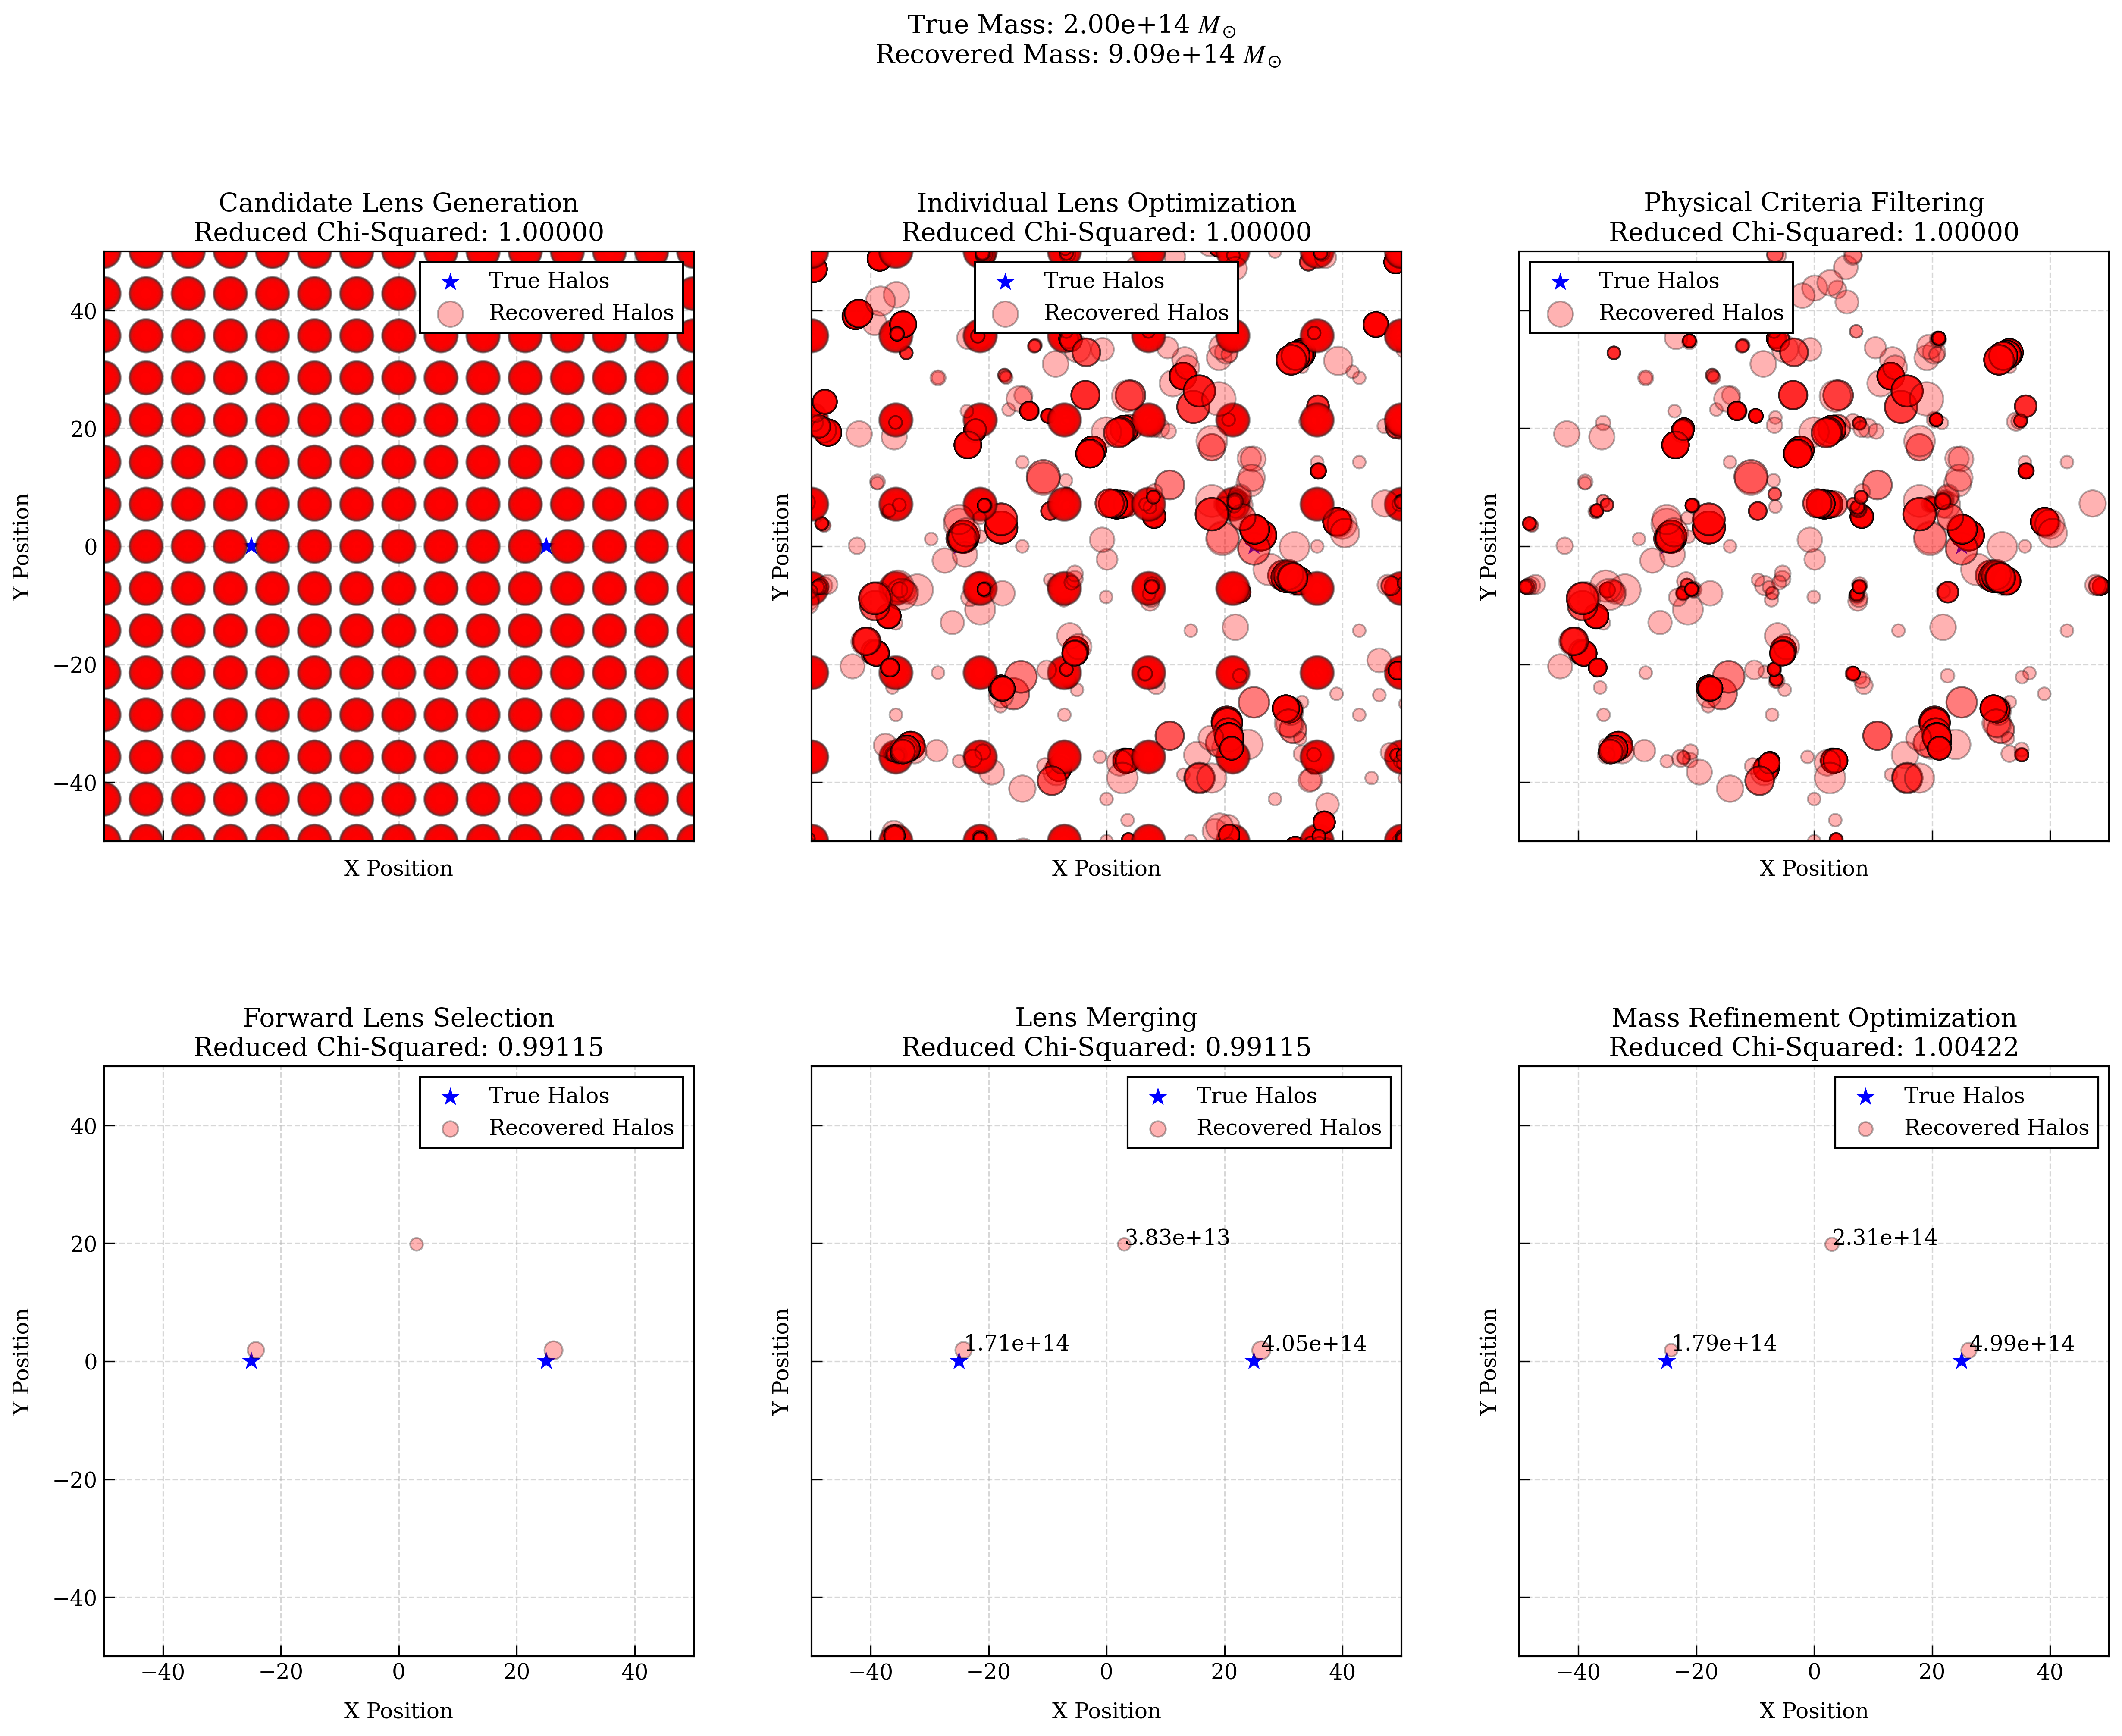 True Mass: 2.00e+14 M☉
Recovered Mass: 9.09e+14 M☉
Candidate Lens Generation
Reduced Chi-Squared: 1.00000
True Halos
Recovered Halos
40
20
0
−20
−40
Y Position
X Position
Individual Lens Optimization
Reduced Chi-Squared: 1.00000
True Halos
Recovered Halos
Y Position
X Position
Physical Criteria Filtering
Reduced Chi-Squared: 1.00000
True Halos
Recovered Halos
Y Position
X Position
Forward Lens Selection
Reduced Chi-Squared: 0.99115
True Halos
Recovered Halos
40
20
0
−20
−40
Y Position
−40 −20 0 20 40
X Position
Lens Merging
Reduced Chi-Squared: 0.99115
True Halos
Recovered Halos
3.83e+13
1.71e+14
4.05e+14
Y Position
−40 −20 0 20 40
X Position
Mass Refinement Optimization
Reduced Chi-Squared: 1.00422
True Halos
Recovered Halos
2.31e+14
1.79e+14
4.99e+14
Y Position
−40 −20 0 20 40
X Position